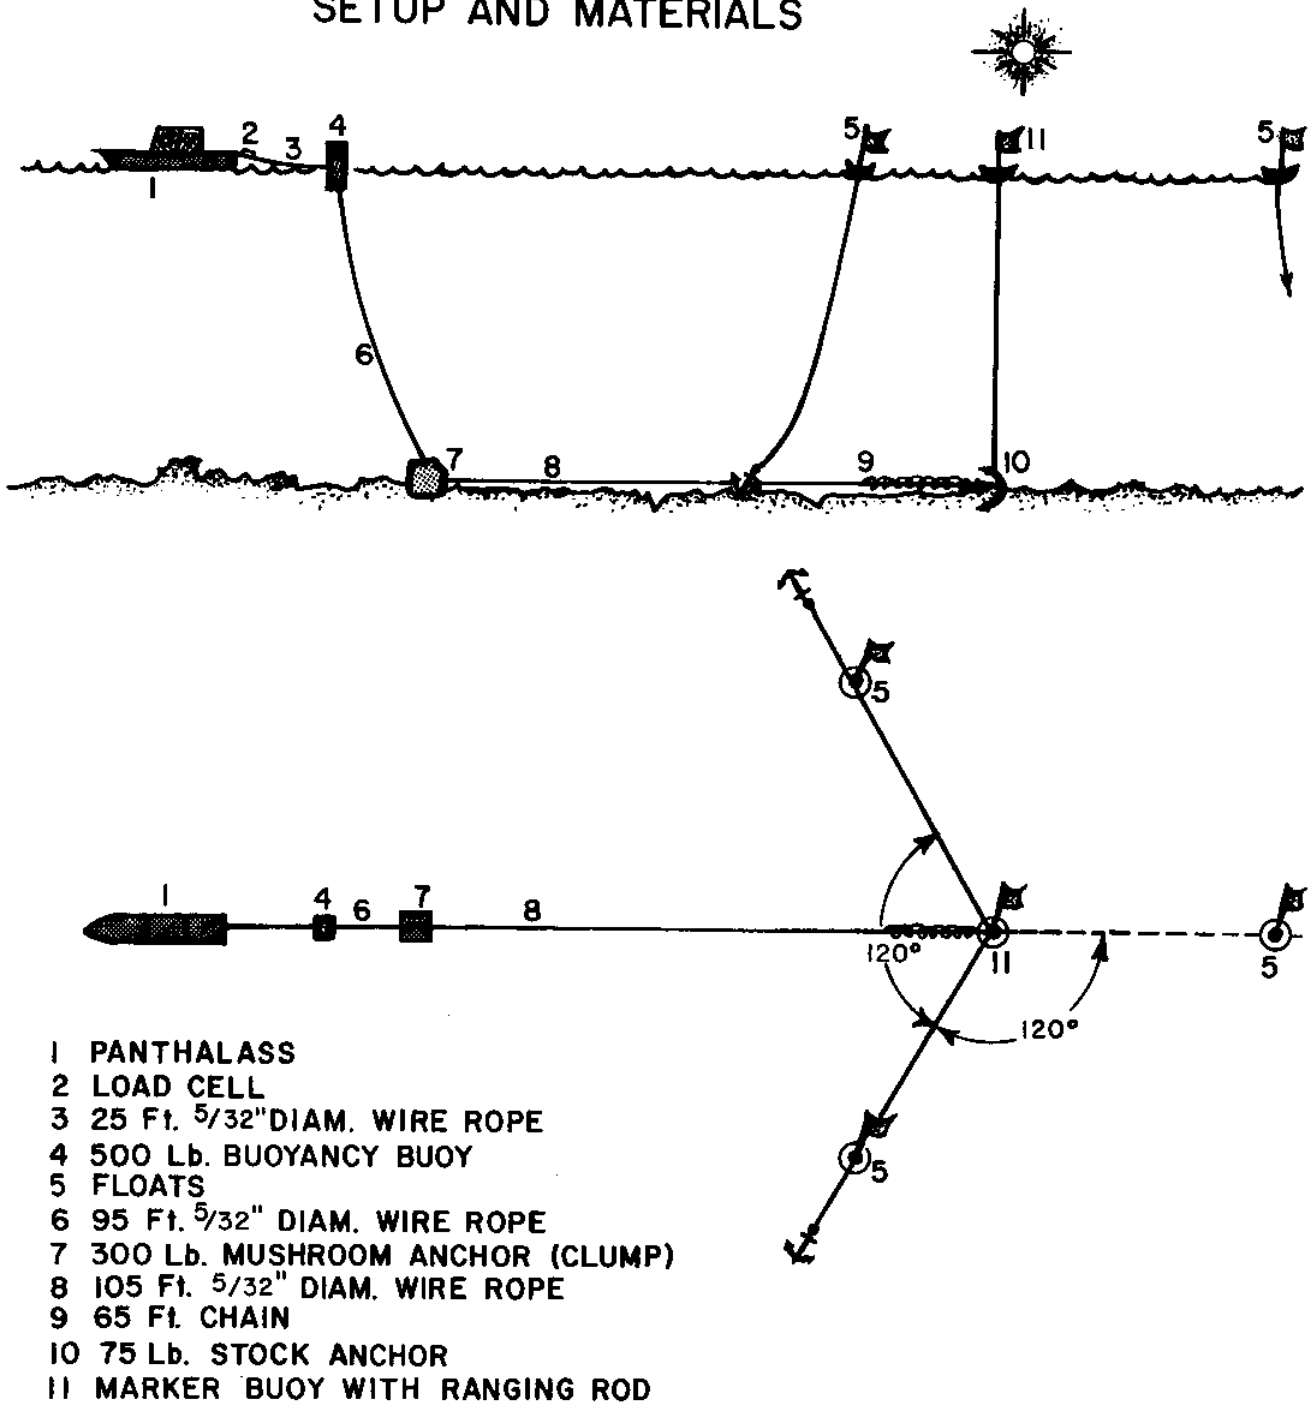 SETUP AND MATERIALS
2 3 4 5 11 5
1
6
7 8 9 10
5
1 4 6 7 8
120° 11 5
120°
5
1 PANTHALASS
2 LOAD CELL
3 25 Ft. 5/32" DIAM. WIRE ROPE
4 500 Lb. BUOYANCY BUOY
5 FLOATS
6 95 Ft. 5/32" DIAM. WIRE ROPE
7 300 Lb. MUSHROOM ANCHOR (CLUMP)
8 105 Ft. 5/32" DIAM. WIRE ROPE
9 65 Ft. CHAIN
10 75 Lb. STOCK ANCHOR
11 MARKER BUOY WITH RANGING ROD